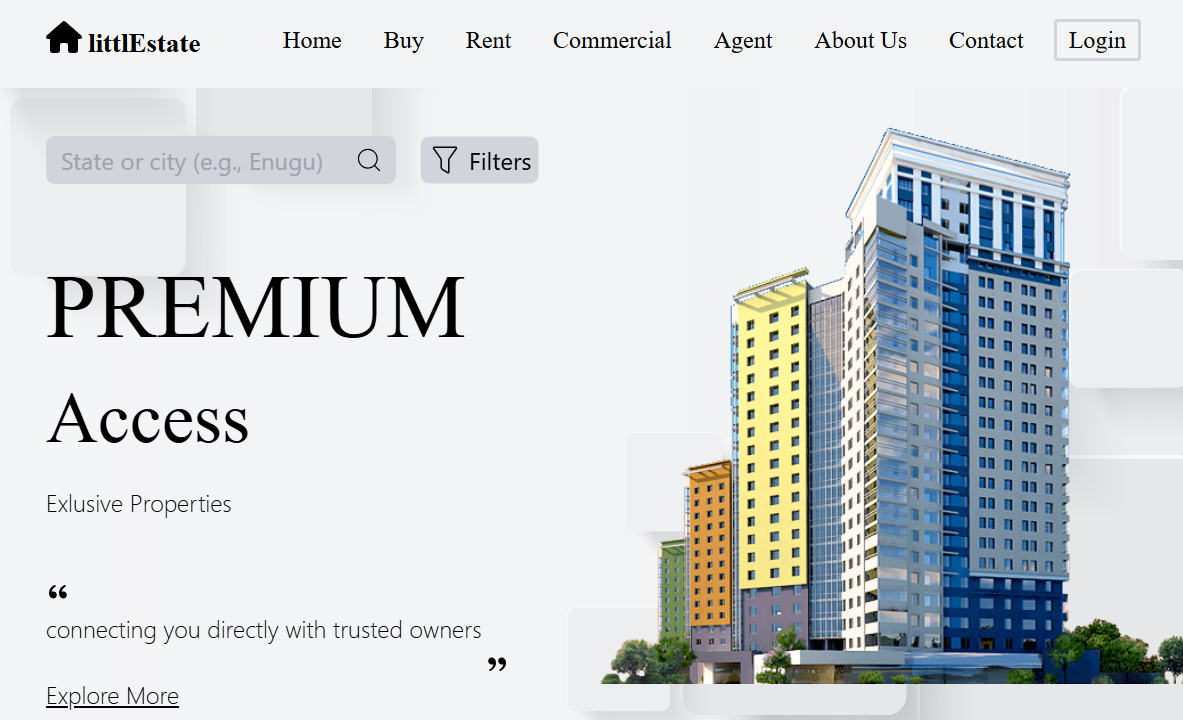 littlEstate Home Buy Rent Commercial Agent About Us Contact Login
State or city (e.g., Enugu) Filters
PREMIUM
Access
Exlusive Properties
“
connecting you directly with trusted owners
”
Explore More